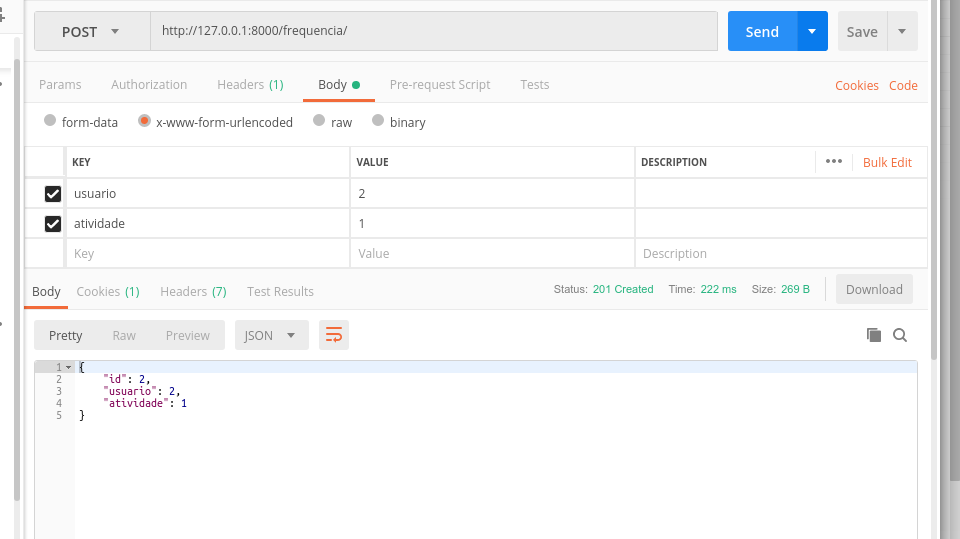 POST http://127.0.0.1:8000/frequencia/ Send Save
Params Authorization Headers (1) Body Pre-request Script Tests Cookies Code
form-data x-www-form-urlencoded raw binary
KEY VALUE DESCRIPTION ••• Bulk Edit
usuario 2
atividade 1
Key Value Description
Body Cookies (1) Headers (7) Test Results Status: 201 Created Time: 222 ms Size: 269 B Download
Pretty Raw Preview JSON
1 {
2 "id": 2,
3 "usuario": 2,
4 "atividade": 1
5 }